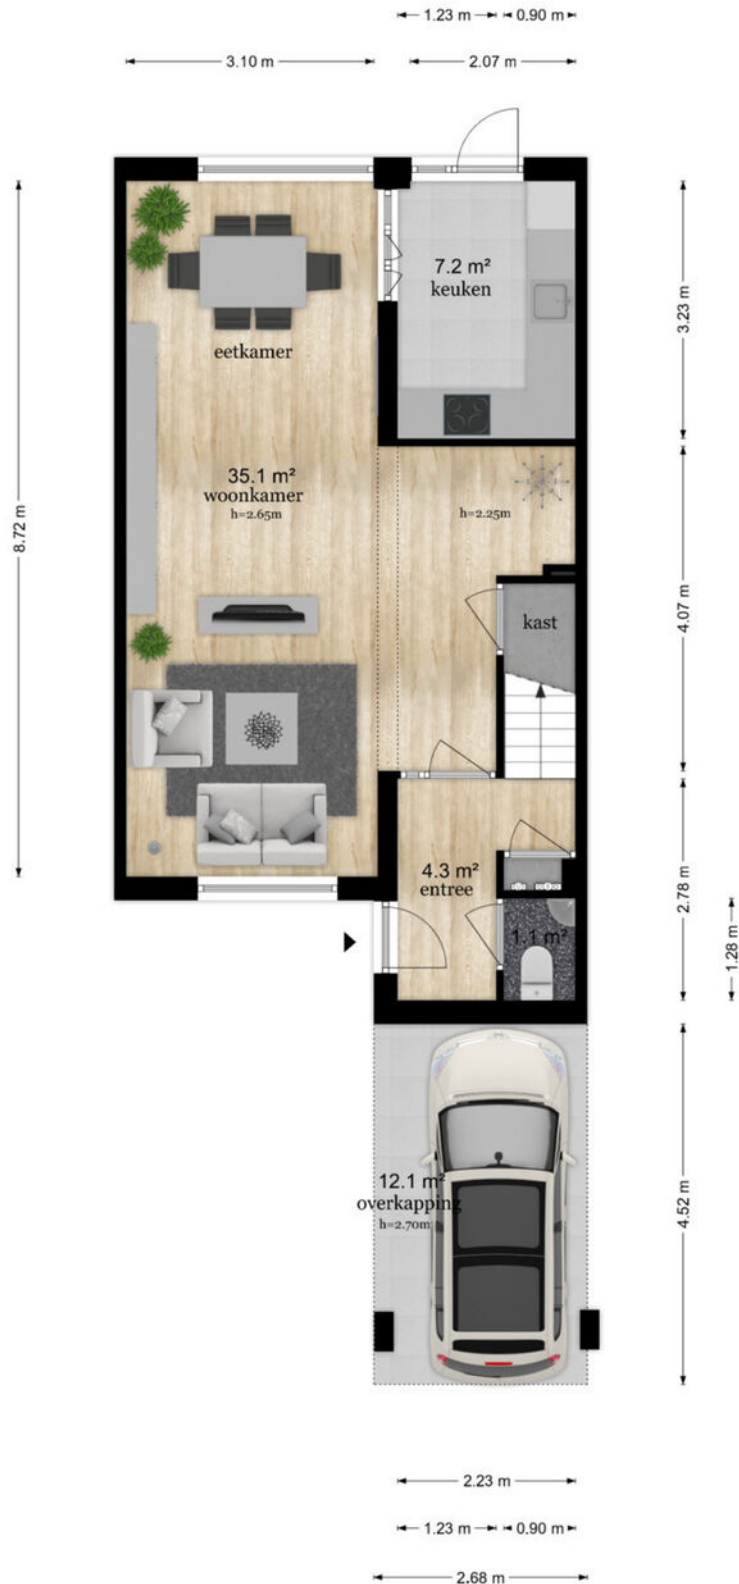 1.23 m 0.90 m
3.10 m 2.07 m
7.2 m²
keuken
3.23 m
eetkamer
35.1 m²
woonkamer
h=2.65m
h=2.25m
8.72 m
kast
4.07 m
4.3 m²
entree
2.78 m
1.1 m²
1.28 m
12.1 m²
overkapping
h=2.70m
4.52 m
2.23 m
1.23 m 0.90 m
2.68 m